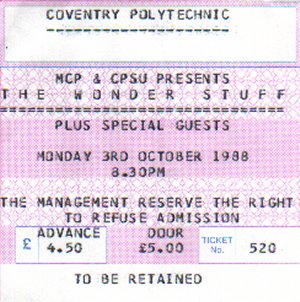 COVENTRY POLYTECHNIC
--------------------
MCP & CPSU PRESENTS
THE WONDER STUFF
==============================
PLUS SPECIAL GUESTS
MONDAY 3RD OCTOBER 1988
8.30PM
THE MANAGEMENT RESERVE THE RIGHT
TO REFUSE ADMISSION
ADVANCE DOOR
£ 4.50 £5.00 TICKET No. 520
TO BE RETAINED